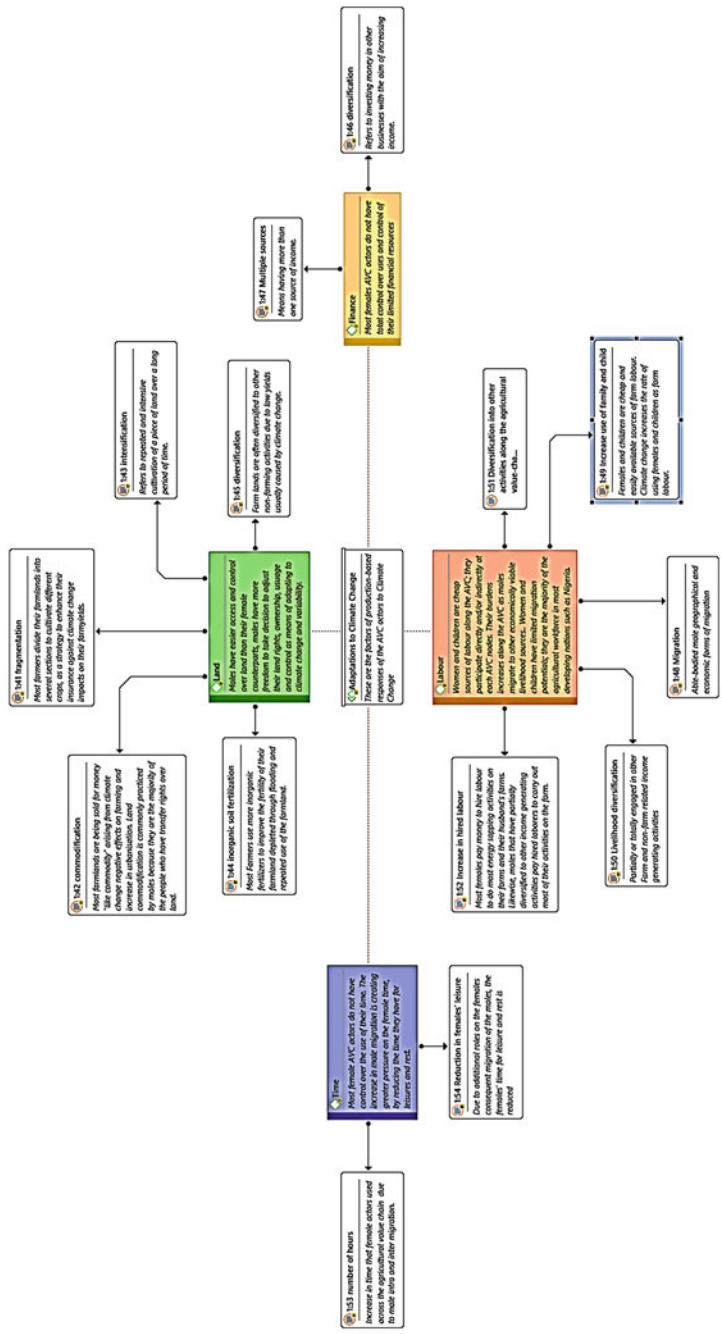 1:41 fragmentation
Most farmers divide their farmlands into
several sections to cultivate different
crops, as a strategy to enhance their
insurance against climate change
impacts on their farmyields.
1:42 commodification
Most farmlands are being sold for money
"like commodity" arising from climate
change negative effects on farming and
increase in urbanisation. Land
commodification is commonly practiced
by males because they are the majority of
the people who have transfer rights over
land.
1:43 intensification
Refers to repeated and intensive
cultivation of a piece of land over a long
period of time.
Land
Males have easier access and control
over land than their female
counterparts, males have more
freedom to take decision to adjust
their land rights, ownership, usuage
and control as means of adapting to
climate change and variability.
1:44 inorganic soil fertilization
Most Farmers use more inorganic
fertilizers to improve the fertility of their
farmland depleted through flooding and
repeated use of the farmland.
1:45 diversification
Farm lands are often diversified to other
non-farming activities due to low yields
usually caused by climate change.
1:47 Multiple sources
Means having more than
one source of income.
1:53 number of hours
Increase in time that female actors used
across the agricultural value chain due
to male intra and inter migration.
Time
Most female AVC actors do not have
control over the use of their time. The
increase in male migration is creating
greater pressure on the female time,
by reducing the time they have for
leisures and rest.
Adaptations to Climate Change
These are the factors of production-based
responses of the AVC actors to Climate
Change
Finance
Most females AVC actors do not have
total control over uses and control of
their limited financial resources
1:46 diversification
Refers to investing money in other
businesses with the aim of increasing
income.
1:54 Reduction in females' leisure
Due to additional roles on the females
consequent migration of the males, the
females' time for leisure and rest is
reduced
1:52 Increase in hired labour
Most females pay money to hire labour
to do most energy sapping activities on
their farms and their husband's farms.
Likewise, males that have partially
diversified to other income generating
activities pay hired laborers to carry out
most of their activities on the farm.
Labour
Women and children are cheap
sources of labour along the AVC; they
participate directly and/or indirectly at
each AVC nodes. Their burdens
increases along the AVC as males
migrate to other economically viable
livelihood sources. Women and
children have limited migration
potential; they are the majority of the
agricultural workforce in most
developing nations such as Nigeria.
1:51 Diversification into other
activities along the agricultural
value-cha...
1:50 Livelihood diversification
Partially or totally engaged in other
Farm and non-farm related income
generating activities
1:49 Increase use of family and child
Females and children are cheap and
easily available sources of farm labour.
Climate change increases the rate of
using females and children as farm
labour.
1:48 Migration
Able-bodied male geographical and
economic forms of migration